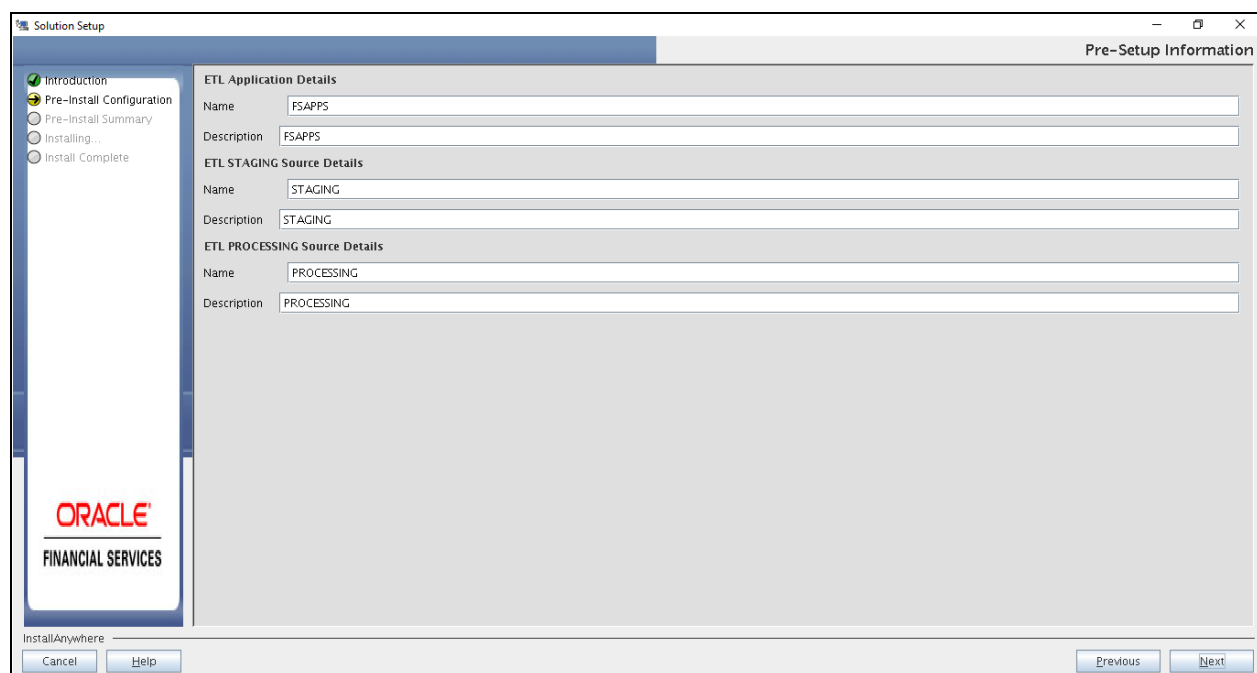 Solution Setup
Pre-Setup Information
Introduction
Pre-Install Configuration
Pre-Install Summary
Installing...
Install Complete
ETL Application Details
Name FSAPPS
Description FSAPPS
ETL STAGING Source Details
Name STAGING
Description STAGING
ETL PROCESSING Source Details
Name PROCESSING
Description PROCESSING
ORACLE®
FINANCIAL SERVICES
InstallAnywhere
Cancel Help Previous Next